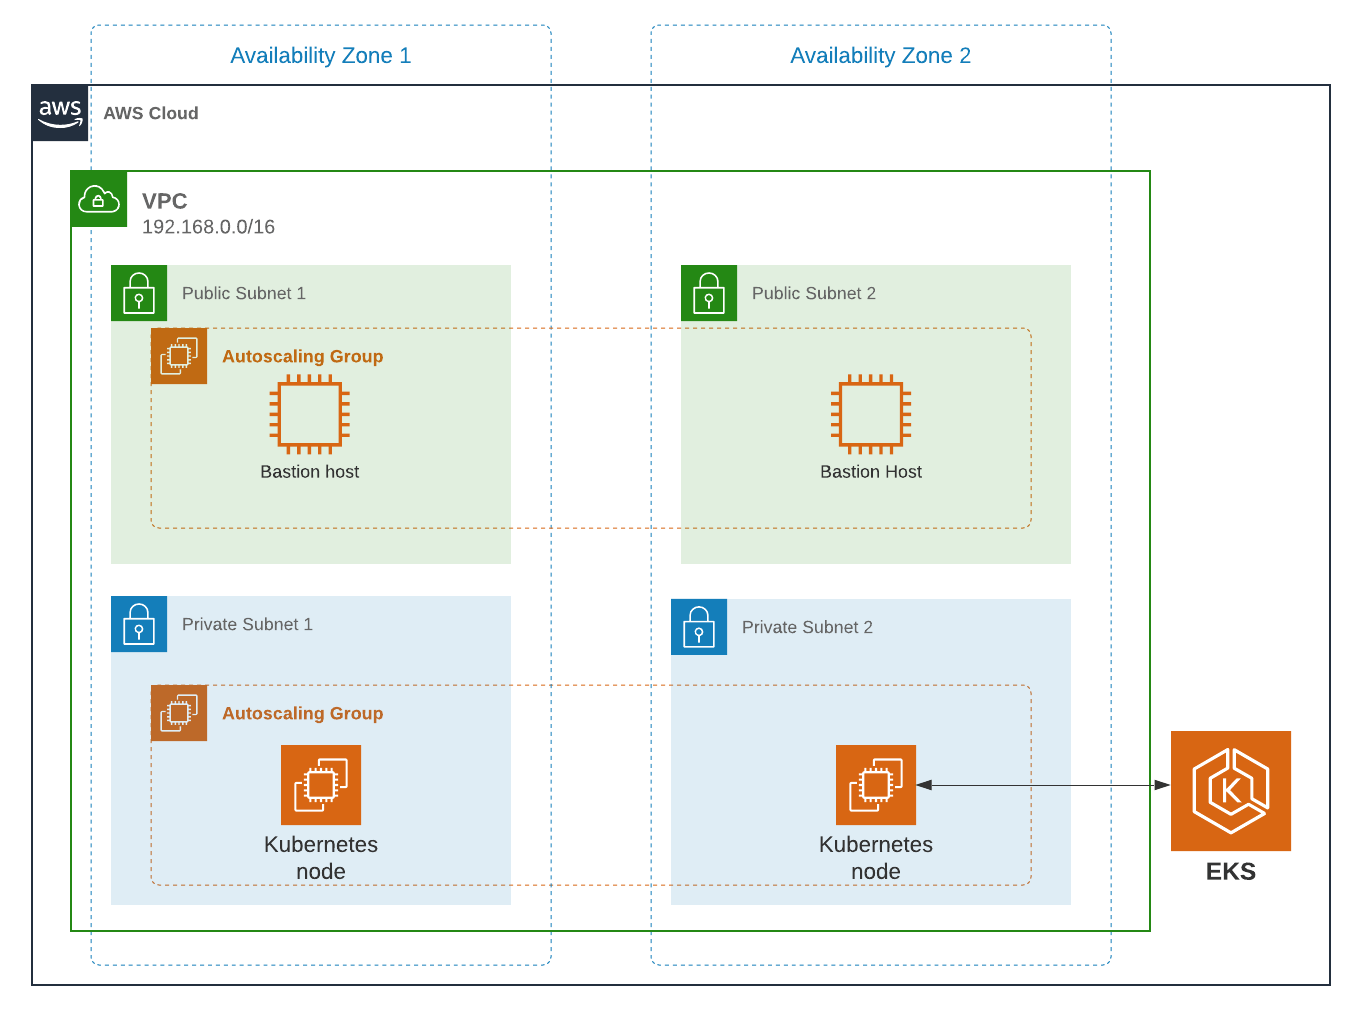 Availability Zone 1
Availability Zone 2
aws
AWS Cloud
VPC
192.168.0.0/16
Public Subnet 1
Public Subnet 2
Autoscaling Group
Bastion host
Bastion Host
Private Subnet 1
Private Subnet 2
Autoscaling Group
Kubernetes
node
Kubernetes
node
K
EKS